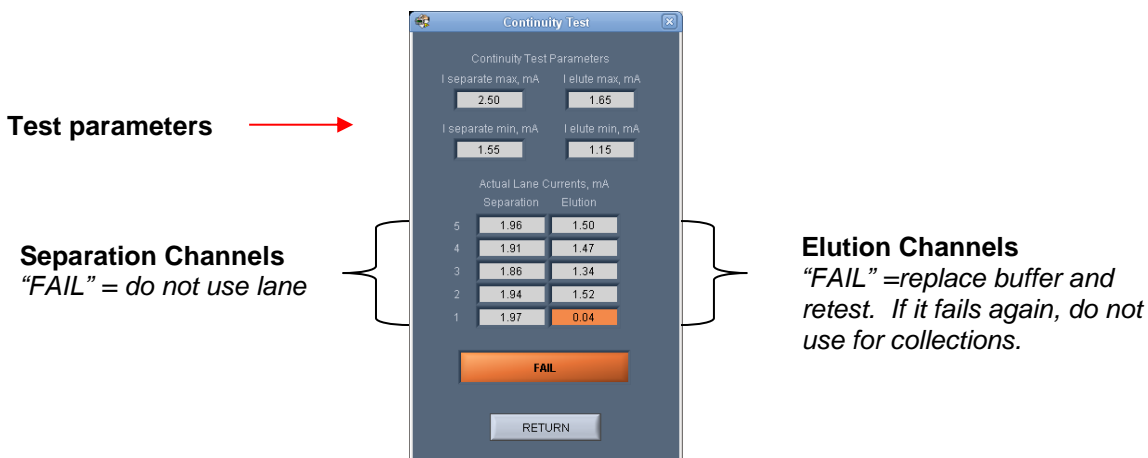 Continuity Test
Continuity Test Parameters
I separate max, mA I elute max, mA
2.50 1.65
Test parameters
I separate min, mA I elute min, mA
1.55 1.15
Actual Lane Currents, mA
Separation Elution
5 1.96 1.50
4 1.91 1.47
3 1.86 1.34
2 1.94 1.52
1 1.97 0.04
Separation Channels
“FAIL” = do not use lane
Elution Channels
“FAIL” =replace buffer and
retest. If it fails again, do not
use for collections.
FAIL
RETURN